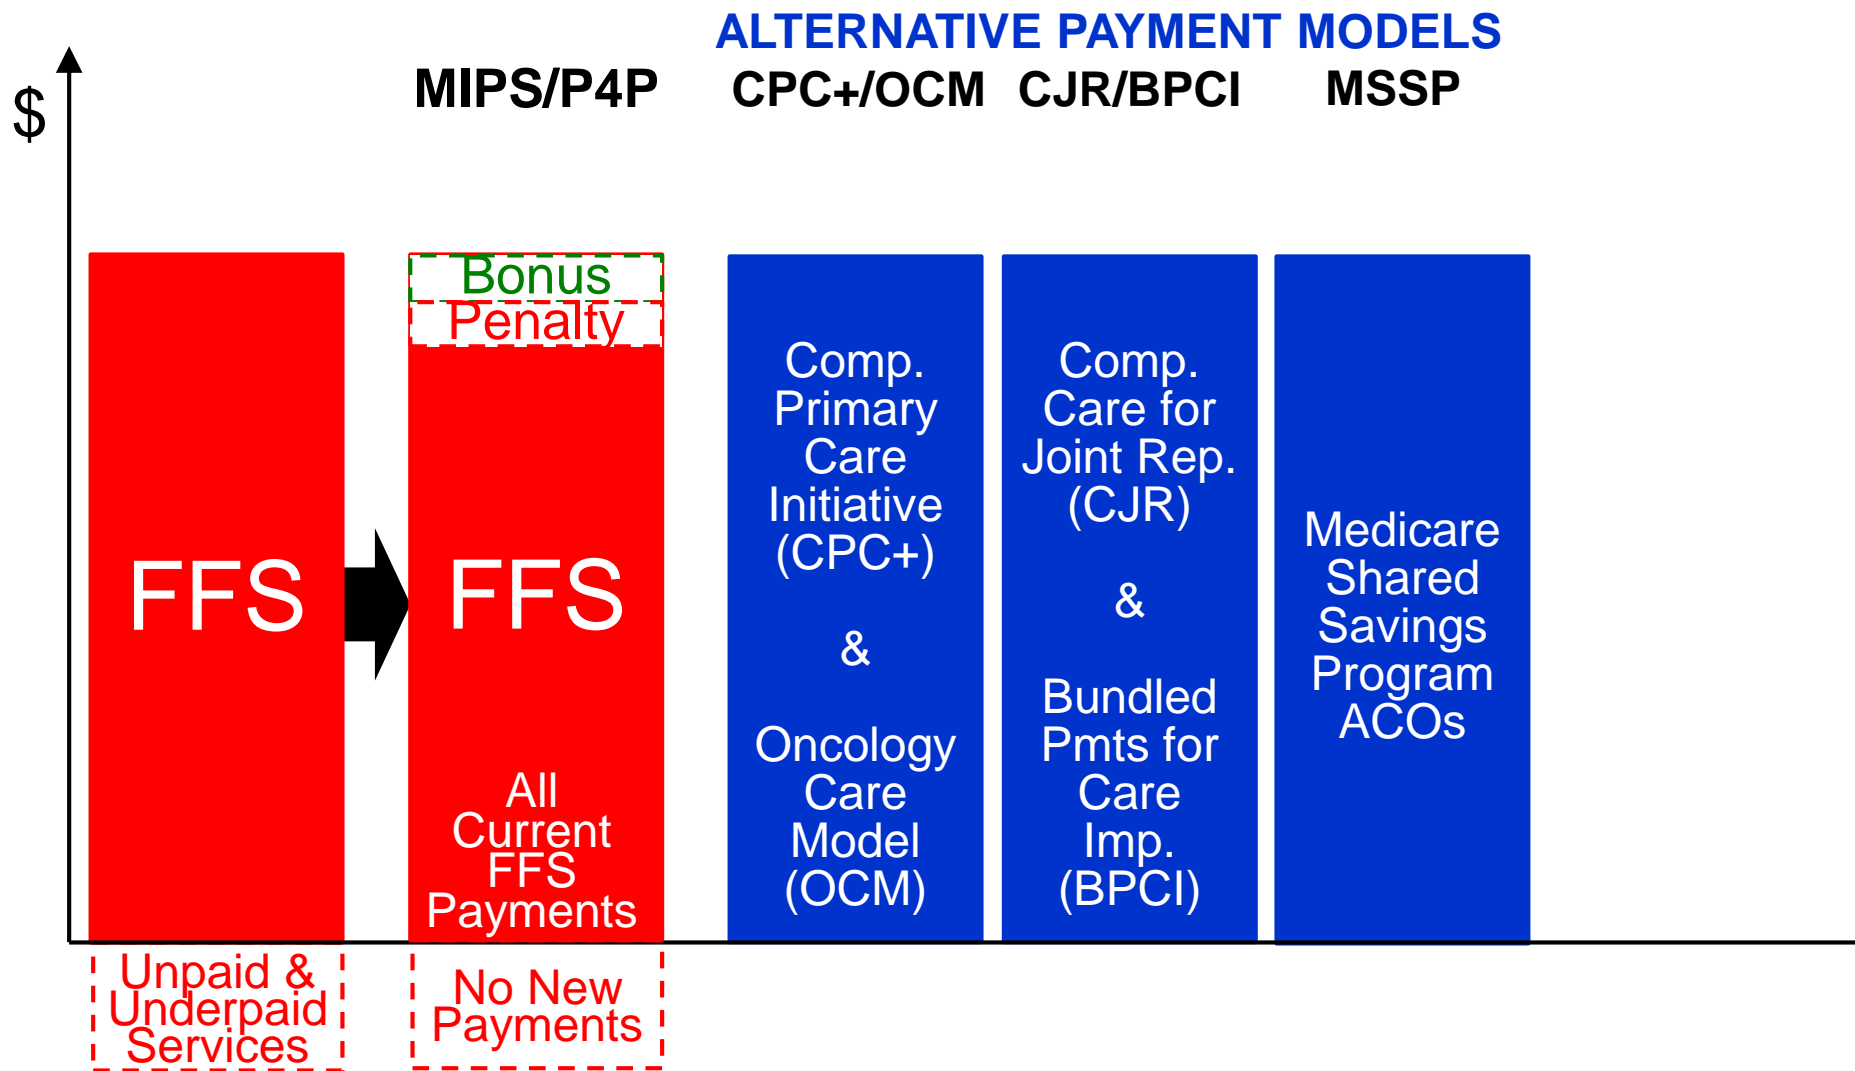 ALTERNATIVE PAYMENT MODELS
MIPS/P4P
CPC+/OCM
CJR/BPCI
MSSP
$
FFS
Unpaid &
Underpaid
Services
Bonus
Penalty
FFS
All
Current
FFS
Payments
No New
Payments
Comp.
Primary
Care
Initiative
(CPC+)
&
Oncology
Care
Model
(OCM)
Comp.
Care for
Joint Rep.
(CJR)
&
Bundled
Pmts for
Care
Imp.
(BPCI)
Medicare
Shared
Savings
Program
ACOs